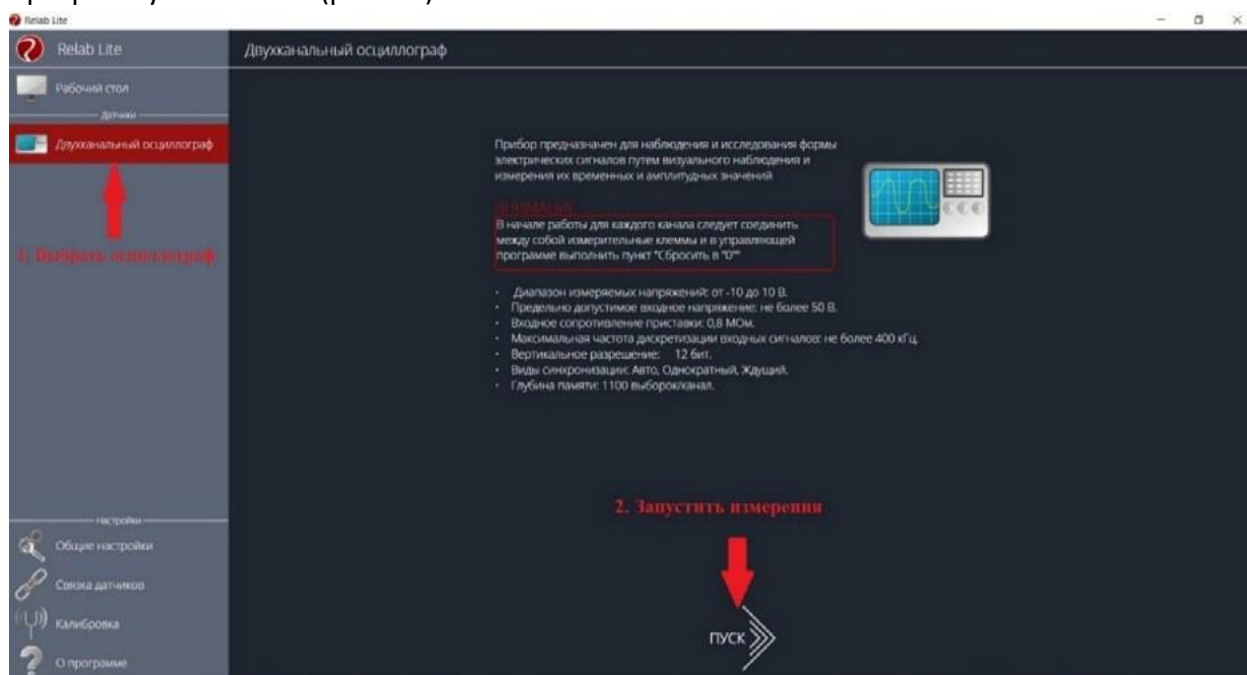 Relab Lite
Relab Lite
Двухканальный осциллограф
Рабочий стол
Датчики
Двухканальный осциллограф
1. Выбрать осциллограф
Прибор предназначен для наблюдения и исследования формы
электрических сигналов путем визуального наблюдения и
измерения их временных и амплитудных значений
ВНИМАНИЕ
В начале работы для каждого канала следует соединить
между собой измерительные клеммы и в управляющей
программе выполнить пункт "Сбросить в "0""
· Диапазон измеряемых напряжений: от -10 до 10 В.
· Предельно допустимое входное напряжение: не более 50 В.
· Входное сопротивление приставки: 0,8 МОм.
· Максимальная частота дискретизации входных сигналов: не более 400 кГц.
· Вертикальное разрешение: 12 бит.
· Виды синхронизации: Авто, Однократный, Ждущий.
· Глубина памяти: 1100 выборок/канал.
2. Запустить измерения
ПУСК
Настройки
Общие настройки
Связка датчиков
Калибровка
О программе